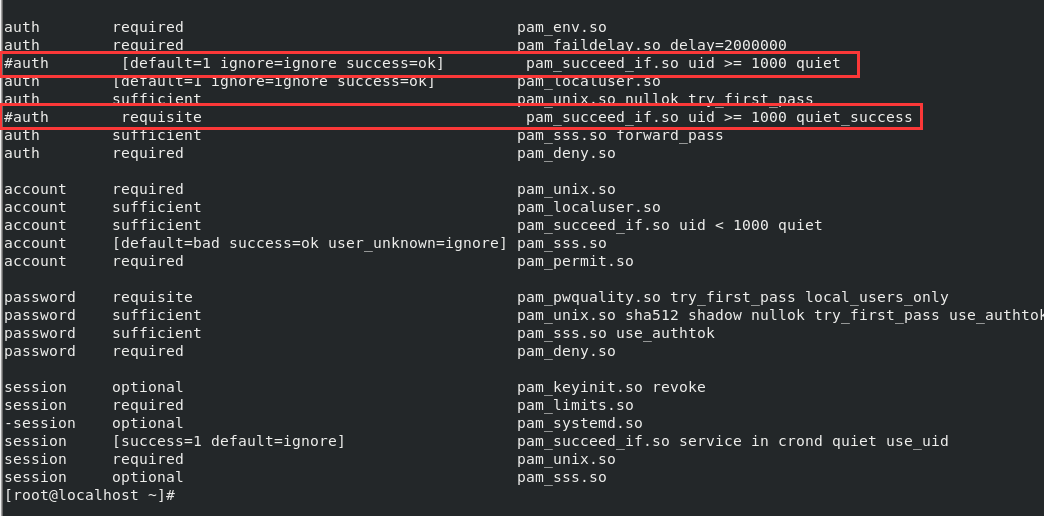 auth        required                                     pam_env.so
auth        required                                     pam_faildelay.so delay=2000000
#auth        [default=1 ignore=ignore success=ok]         pam_succeed_if.so uid >= 1000 quiet
auth        [default=1 ignore=ignore success=ok]         pam_localuser.so
auth        sufficient                                   pam_unix.so nullok try_first_pass
#auth        requisite                                    pam_succeed_if.so uid >= 1000 quiet_success
auth        sufficient                                   pam_sss.so forward_pass
auth        required                                     pam_deny.so
account     required                                     pam_unix.so
account     sufficient                                   pam_localuser.so
account     sufficient                                   pam_succeed_if.so uid < 1000 quiet
account     [default=bad success=ok user_unknown=ignore] pam_sss.so
account     required                                     pam_permit.so
password    requisite                                    pam_pwquality.so try_first_pass local_users_only
password    sufficient                                   pam_unix.so sha512 shadow nullok try_first_pass use_authtok
password    sufficient                                   pam_sss.so use_authtok
password    required                                     pam_deny.so
session     optional                                     pam_keyinit.so revoke
session     required                                     pam_limits.so
-session    optional                                     pam_systemd.so
session     [success=1 default=ignore]                   pam_succeed_if.so service in crond quiet use_uid
session     required                                     pam_unix.so
session     optional                                     pam_sss.so
[root@localhost ~]#